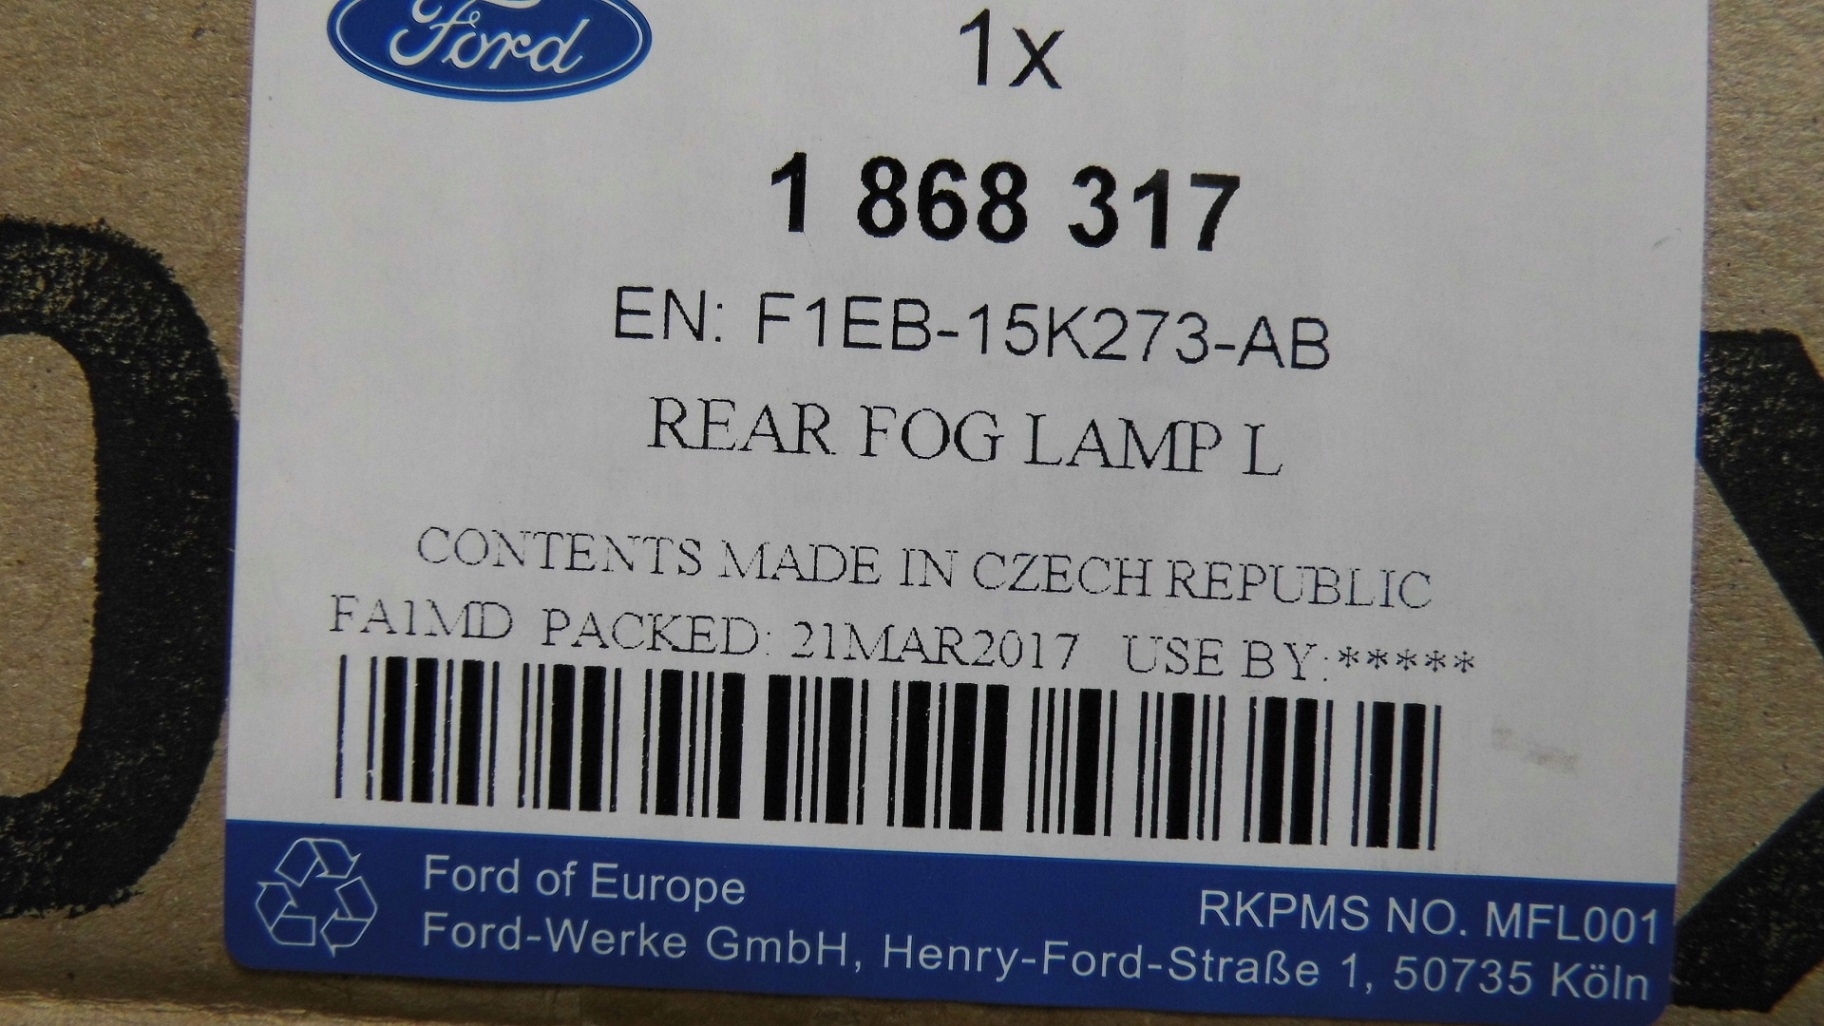 Ford
1x
1 868 317
EN: F1EB-15K273-AB
REAR FOG LAMP L
CONTENTS MADE IN CZECH REPUBLIC
FA1MD PACKED: 21MAR2017 USE BY:*****
Ford of Europe
RKPMS NO. MFL001
Ford-Werke GmbH, Henry-Ford-Straße 1, 50735 Köln